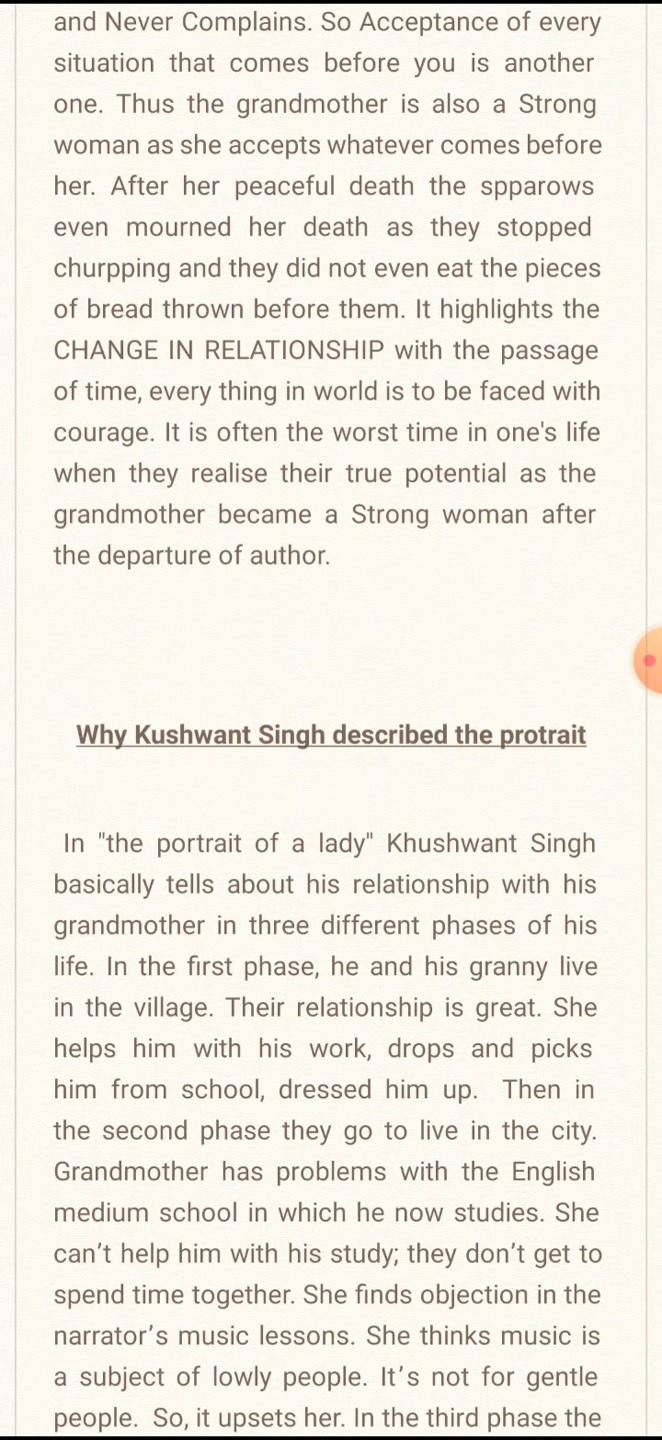 and Never Complains. So Acceptance of every
situation that comes before you is another
one. Thus the grandmother is also a Strong
woman as she accepts whatever comes before
her. After her peaceful death the spparows
even mourned her death as they stopped
churpping and they did not even eat the pieces
of bread thrown before them. It highlights the
CHANGE IN RELATIONSHIP with the passage
of time, every thing in world is to be faced with
courage. It is often the worst time in one's life
when they realise their true potential as the
grandmother became a Strong woman after
the departure of author.
Why Kushwant Singh described the protrait
In "the portrait of a lady" Khushwant Singh
basically tells about his relationship with his
grandmother in three different phases of his
life. In the first phase, he and his granny live
in the village. Their relationship is great. She
helps him with his work, drops and picks
him from school, dressed him up. Then in
the second phase they go to live in the city.
Grandmother has problems with the English
medium school in which he now studies. She
can’t help him with his study; they don’t get to
spend time together. She finds objection in the
narrator’s music lessons. She thinks music is
a subject of lowly people. It’s not for gentle
people. So, it upsets her. In the third phase the